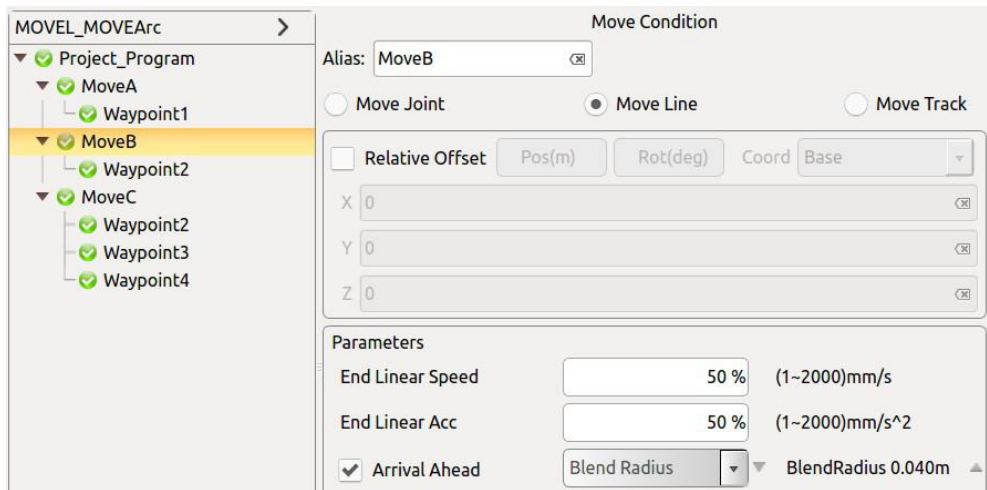 MOVEL_MOVEArc
Project_Program
MoveA
Waypoint1
MoveB
Waypoint2
MoveC
Waypoint2
Waypoint3
Waypoint4
Move Condition
Alias: MoveB
Move Joint Move Line Move Track
Relative Offset Pos(m) Rot(deg) Coord Base
X 0
Y 0
Z 0
Parameters
End Linear Speed 50 % (1~2000)mm/s
End Linear Acc 50 % (1~2000)mm/s^2
Arrival Ahead Blend Radius BlendRadius 0.040m